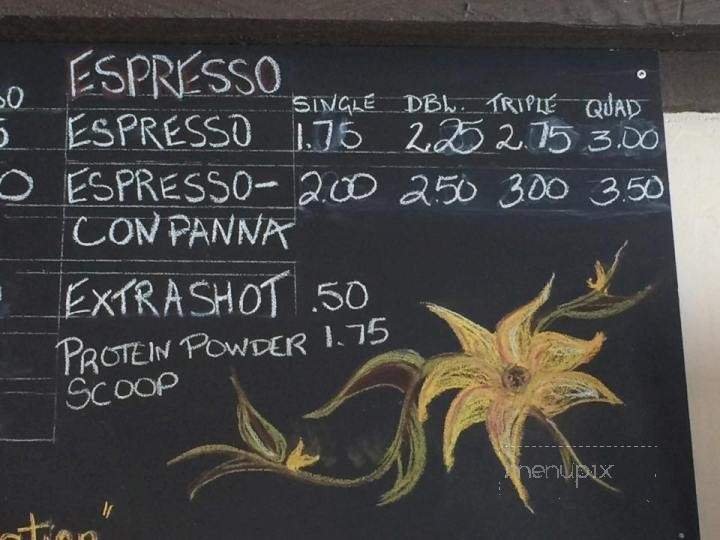 ESPRESSO
SINGLE DBL. TRIPLE QUAD
ESPRESSO 1.75 2.25 2.75 3.00
ESPRESSO- 2.00 2.50 3.00 3.50
CON PANNA
EXTRA SHOT .50
PROTEIN POWDER 1.75
SCOOP
menupix